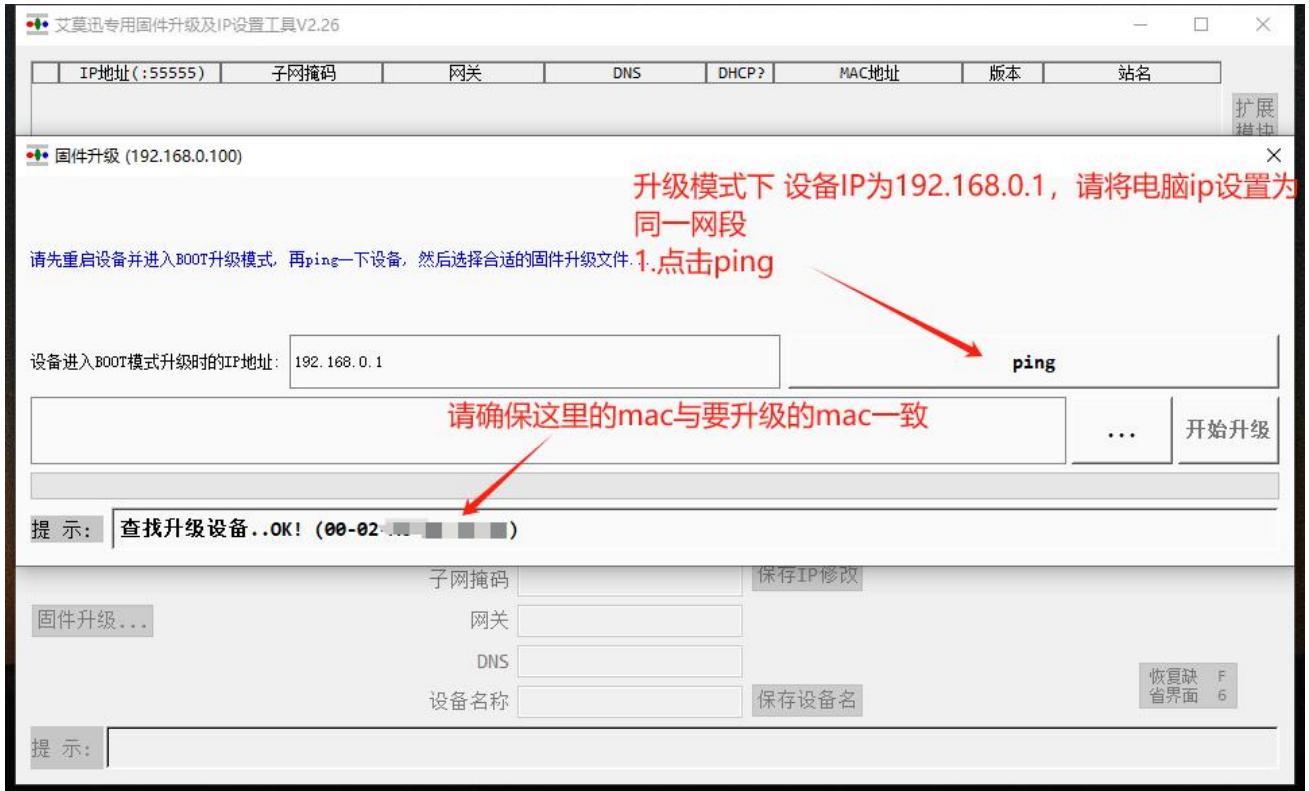 艾莫迅专用固件升级及IP设置工具V2.26
IP地址(:55555) 子网掩码 网关 DNS DHCP? MAC地址 版本 站名
扩展
模块
固件升级 (192.168.0.100)
升级模式下 设备IP为192.168.0.1，请将电脑ip设置为
同一网段
1.点击ping
请先重启设备并进入BOOT升级模式, 再ping一下设备, 然后选择合适的固件升级文件...
设备进入BOOT模式升级时的IP地址: 192.168.0.1 ping
请确保这里的mac与要升级的mac一致
... 开始升级
提 示: 查找升级设备..OK! (00-02- )
子网掩码 保存IP修改
固件升级... 网关
DNS
恢复缺 F
省界面 6
设备名称 保存设备名
提 示: